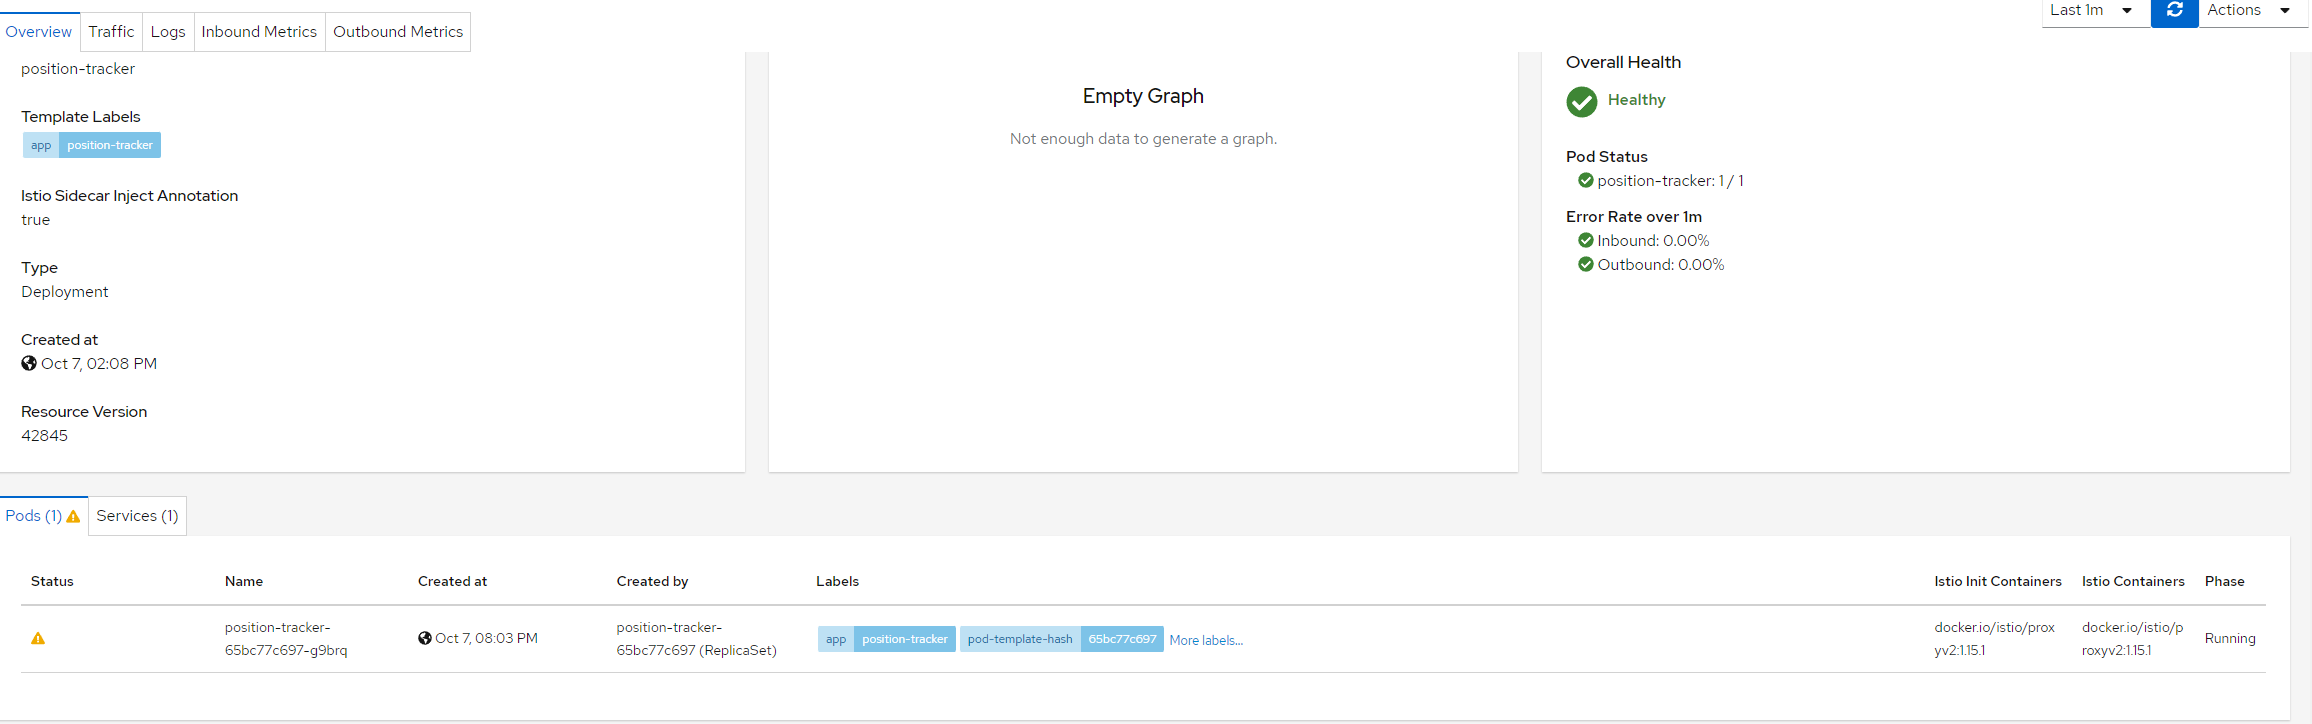 Last 1m
Actions
Overview
Traffic
Logs
Inbound Metrics
Outbound Metrics
position-tracker
Template Labels
app position-tracker
Istio Sidecar Inject Annotation
true
Type
Deployment
Created at
Oct 7, 02:08 PM
Resource Version
42845
Empty Graph
Not enough data to generate a graph.
Overall Health
Healthy
Pod Status
position-tracker: 1 / 1
Error Rate over 1m
Inbound: 0.00%
Outbound: 0.00%
Pods (1)
Services (1)
Status
Name
Created at
Created by
Labels
Istio Init Containers
Istio Containers
Phase
position-tracker-
65bc77c697-g9brq
Oct 7, 08:03 PM
position-tracker-
65bc77c697 (ReplicaSet)
app position-tracker
pod-template-hash 65bc77c697
More labels...
docker.io/istio/prox
yv2:1.15.1
docker.io/istio/p
roxyv2:1.15.1
Running